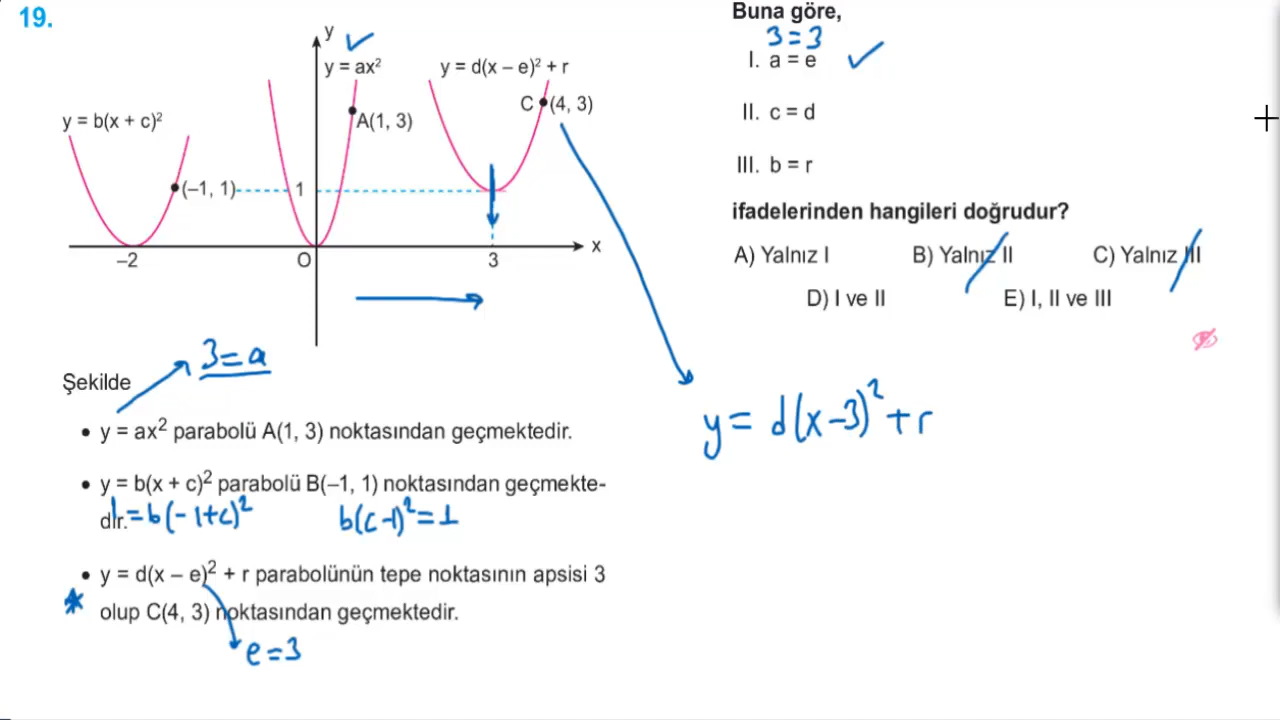 19.
y
y = ax²
y = d(x – e)² + r
C (4, 3)
y = b(x + c)²
A(1, 3)
(–1, 1)
1
x
–2
O
3
3 = a
Şekilde
• y = ax² parabolü A(1, 3) noktasından geçmektedir.
• y = b(x + c)² parabolü B(–1, 1) noktasından geçmekte-
dir.
1 = b(-1+c)²
b(c-1)² = 1
• y = d(x – e)² + r parabolünün tepe noktasının apsisi 3
olup C(4, 3) noktasından geçmektedir.
e = 3
Buna göre,
3 = 3
I. a = e
II. c = d
III. b = r
ifadelerinden hangileri doğrudur?
A) Yalnız I B) Yalnız II C) Yalnız III
D) I ve II E) I, II ve III
y = d(x-3)² + r